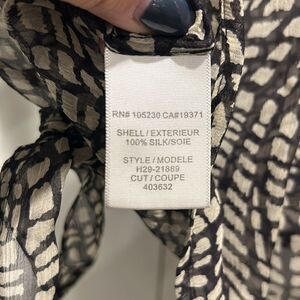 RN# 105230 CA#19371
SHELL / EXTERIEUR
100% SILK/SOIE
STYLE / MODELE
H29-21889
CUT / COUPE
403632